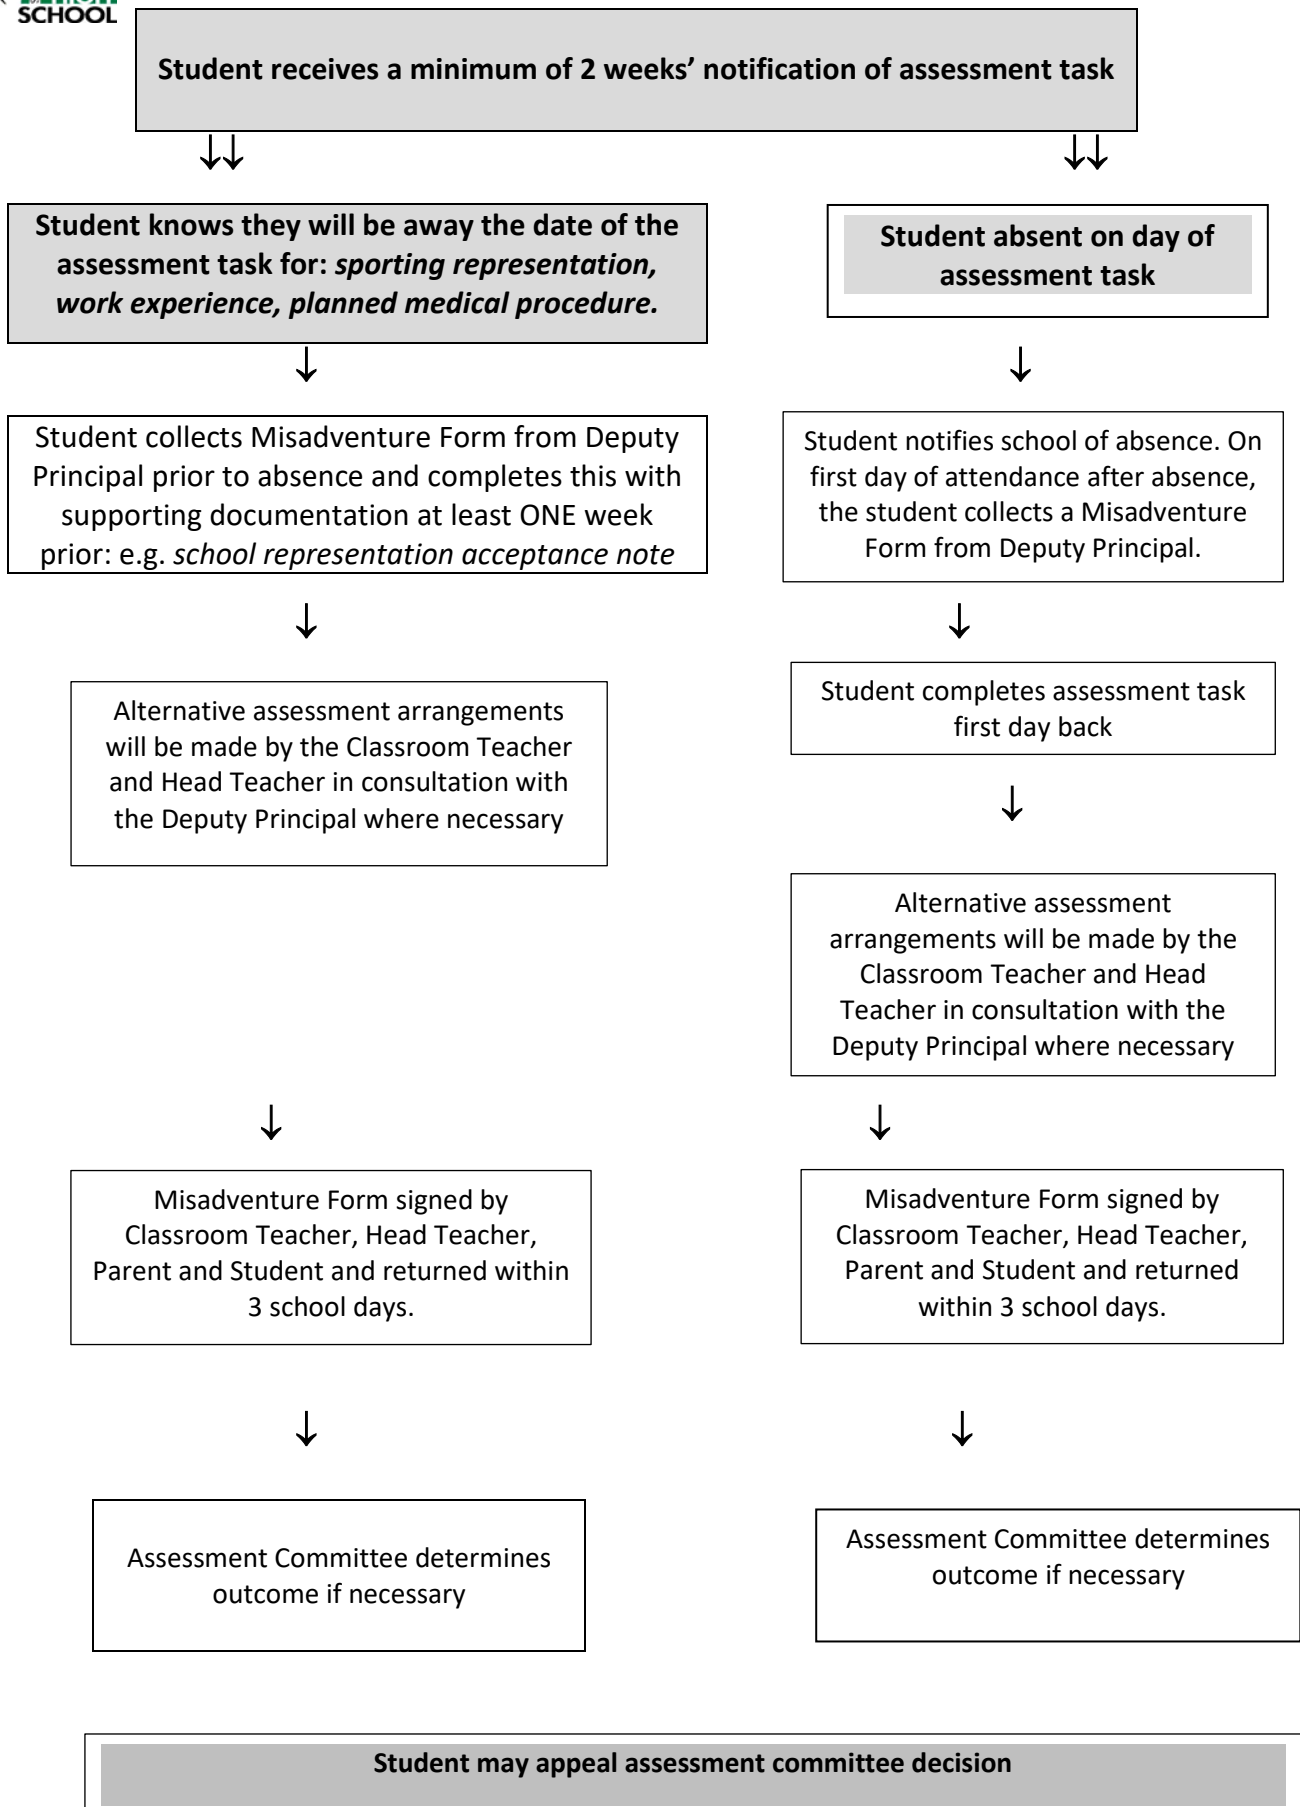 SCHOOL
Student receives a minimum of 2 weeks’ notification of assessment task
Student knows they will be away the date of the
assessment task for: sporting representation,
work experience, planned medical procedure.
Student absent on day of
assessment task
Student collects Misadventure Form from Deputy
Principal prior to absence and completes this with
supporting documentation at least ONE week
prior: e.g. school representation acceptance note
Student notifies school of absence. On
first day of attendance after absence,
the student collects a Misadventure
Form from Deputy Principal.
Student completes assessment task
first day back
Alternative assessment arrangements
will be made by the Classroom Teacher
and Head Teacher in consultation with
the Deputy Principal where necessary
Alternative assessment
arrangements will be made by the
Classroom Teacher and Head
Teacher in consultation with the
Deputy Principal where necessary
Misadventure Form signed by
Classroom Teacher, Head Teacher,
Parent and Student and returned within
3 school days.
Misadventure Form signed by
Classroom Teacher, Head Teacher,
Parent and Student and returned
within 3 school days.
Assessment Committee determines
outcome if necessary
Assessment Committee determines
outcome if necessary
Student may appeal assessment committee decision